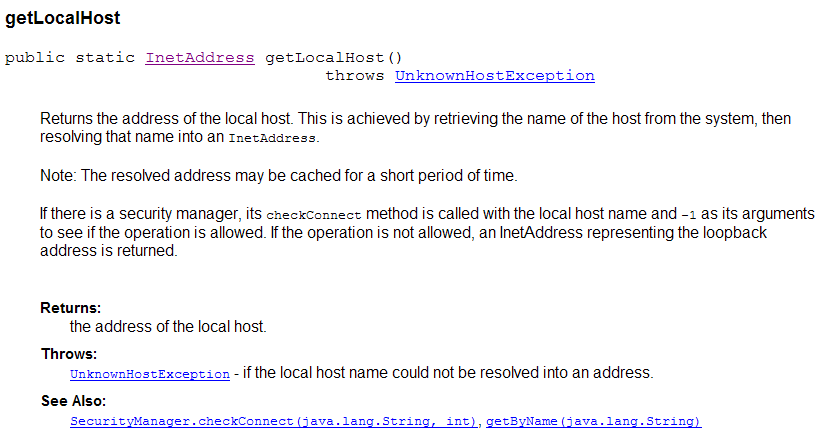 getLocalHost
public static InetAddress getLocalHost()
throws UnknownHostException
Returns the address of the local host. This is achieved by retrieving the name of the host from the system, then
resolving that name into an InetAddress.
Note: The resolved address may be cached for a short period of time.
If there is a security manager, its checkConnect method is called with the local host name and -1 as its arguments
to see if the operation is allowed. If the operation is not allowed, an InetAddress representing the loopback
address is returned.
Returns:
the address of the local host.
Throws:
UnknownHostException - if the local host name could not be resolved into an address.
See Also:
SecurityManager.checkConnect(java.lang.String, int), getByName(java.lang.String)